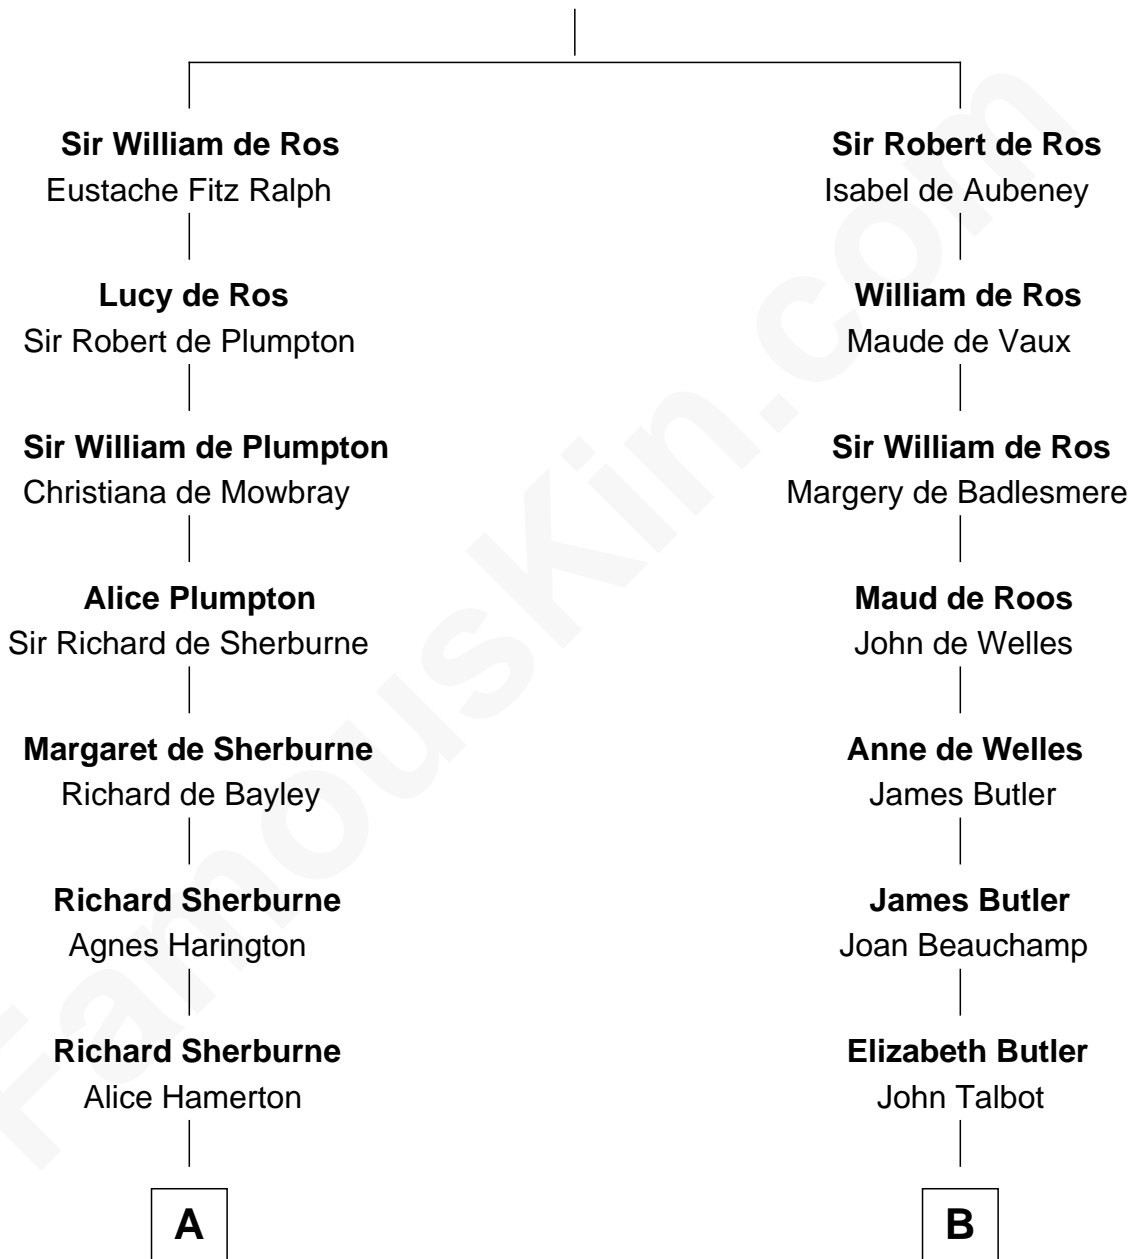 Sir William de Ros
Eustache Fitz Ralph
Lucy de Ros
Sir Robert de Plumpton
Sir William de Plumpton
Christiana de Mowbray
Alice Plumpton
Sir Richard de Sherburne
Margaret de Sherburne
Richard de Bayley
Richard Sherburne
Agnes Harington
Richard Sherburne
Alice Hamerton
A
Sir Robert de Ros
Isabel de Aubeney
William de Ros
Maude de Vaux
Sir William de Ros
Margery de Badlesmere
Maud de Roos
John de Welles
Anne de Welles
James Butler
James Butler
Joan Beauchamp
Elizabeth Butler
John Talbot
B
FamousKin.com